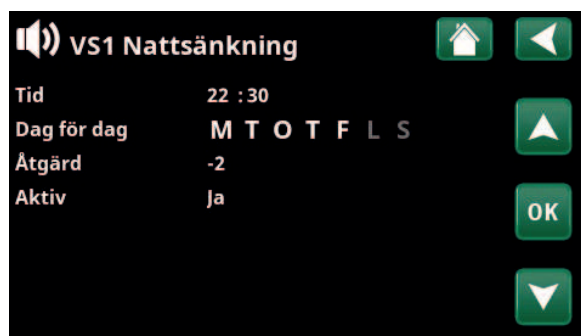 VS1 Nattsänkning
Tid 22 :30
Dag för dag M T O T F L S
Åtgärd -2
Aktiv Ja
OK